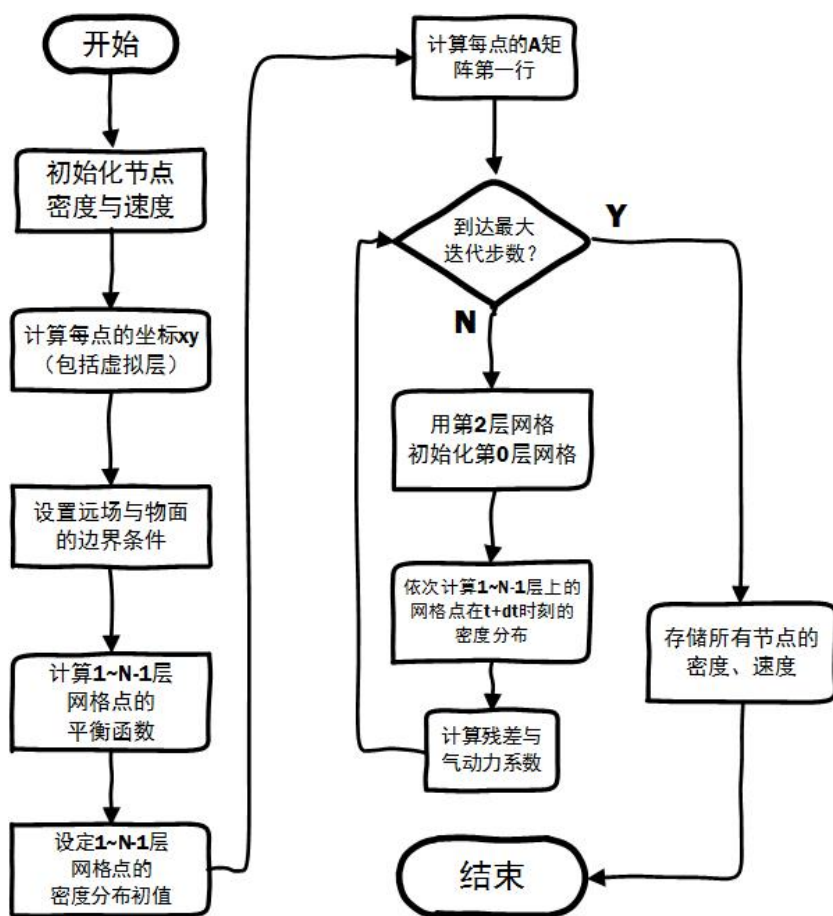 开始
初始化节点
密度与速度
计算每点的坐标xy
（包括虚拟层）
设置远场与物面
的边界条件
计算1~N-1层
网格点的
平衡函数
设定1~N-1层
网格点的
密度分布初值
计算每点的A矩
阵第一行
到达最大
迭代步数？
Y
N
用第2层网格
初始化第0层网格
依次计算1~N-1层上的
网格点在t+dt时刻的
密度分布
计算残差与
气动力系数
存储所有节点的
密度、速度
结束